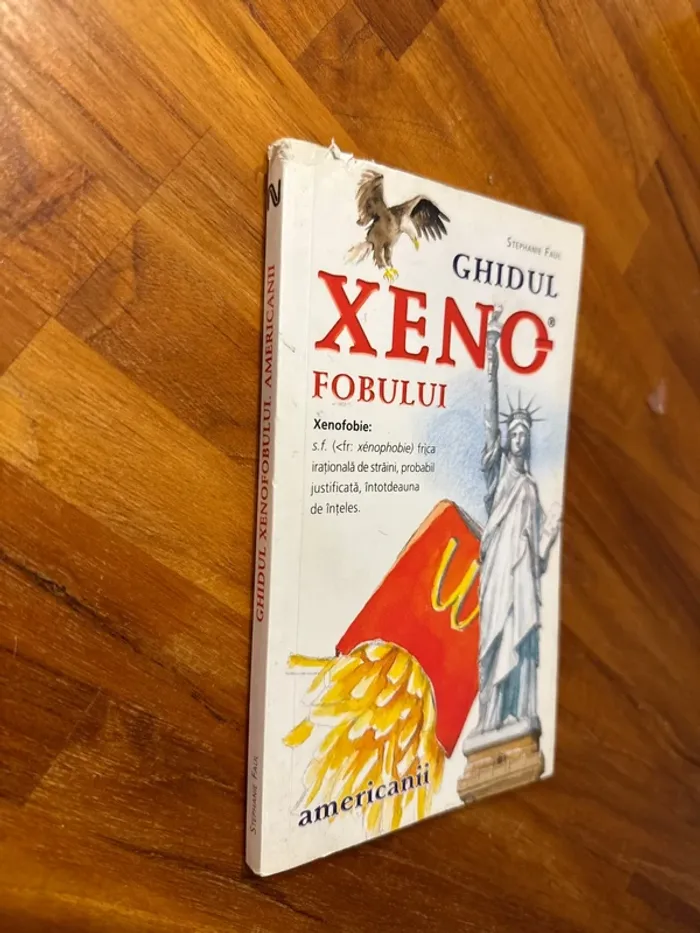 STEPHANIE FAUL
GHIDUL
XENO®
FOBULUI
Xenofobie:
s.f. (<fr. xénophobie) frica
irațională de străini, probabil
justificată, întotdeauna
de înțeles.
americanii
GHIDUL XENOFOBULUI. AMERICANII
STEPHANIE FAUL